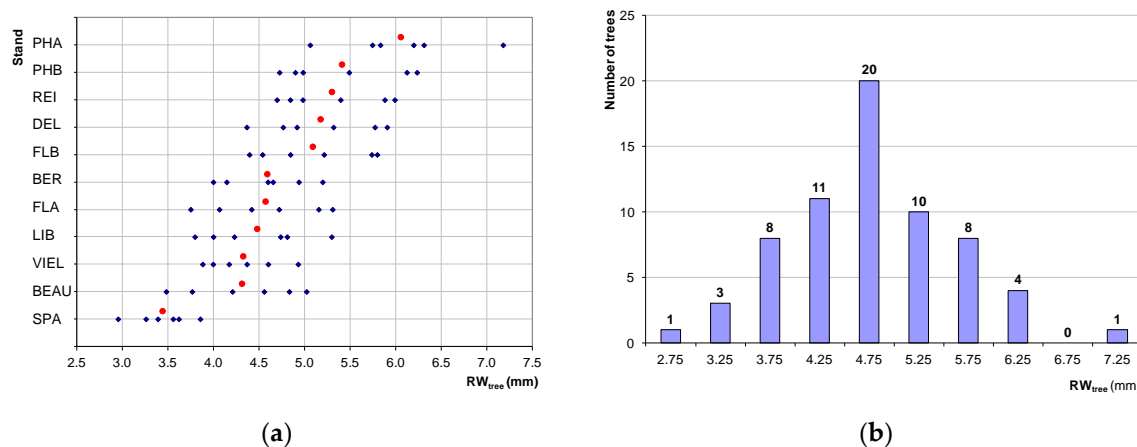 Stand
PHA
PHB
REI
DEL
FLB
BER
FLA
LIB
VIEL
BEAU
SPA
2.5 3.0 3.5 4.0 4.5 5.0 5.5 6.0 6.5 7.0 7.5
RWtree (mm)
(a)
Number of trees
25
20
15
10
5
0
1 3 8 11 20 10 8 4 0 1
2.75 3.25 3.75 4.25 4.75 5.25 5.75 6.25 6.75 7.25
RWtree (mm
(b)